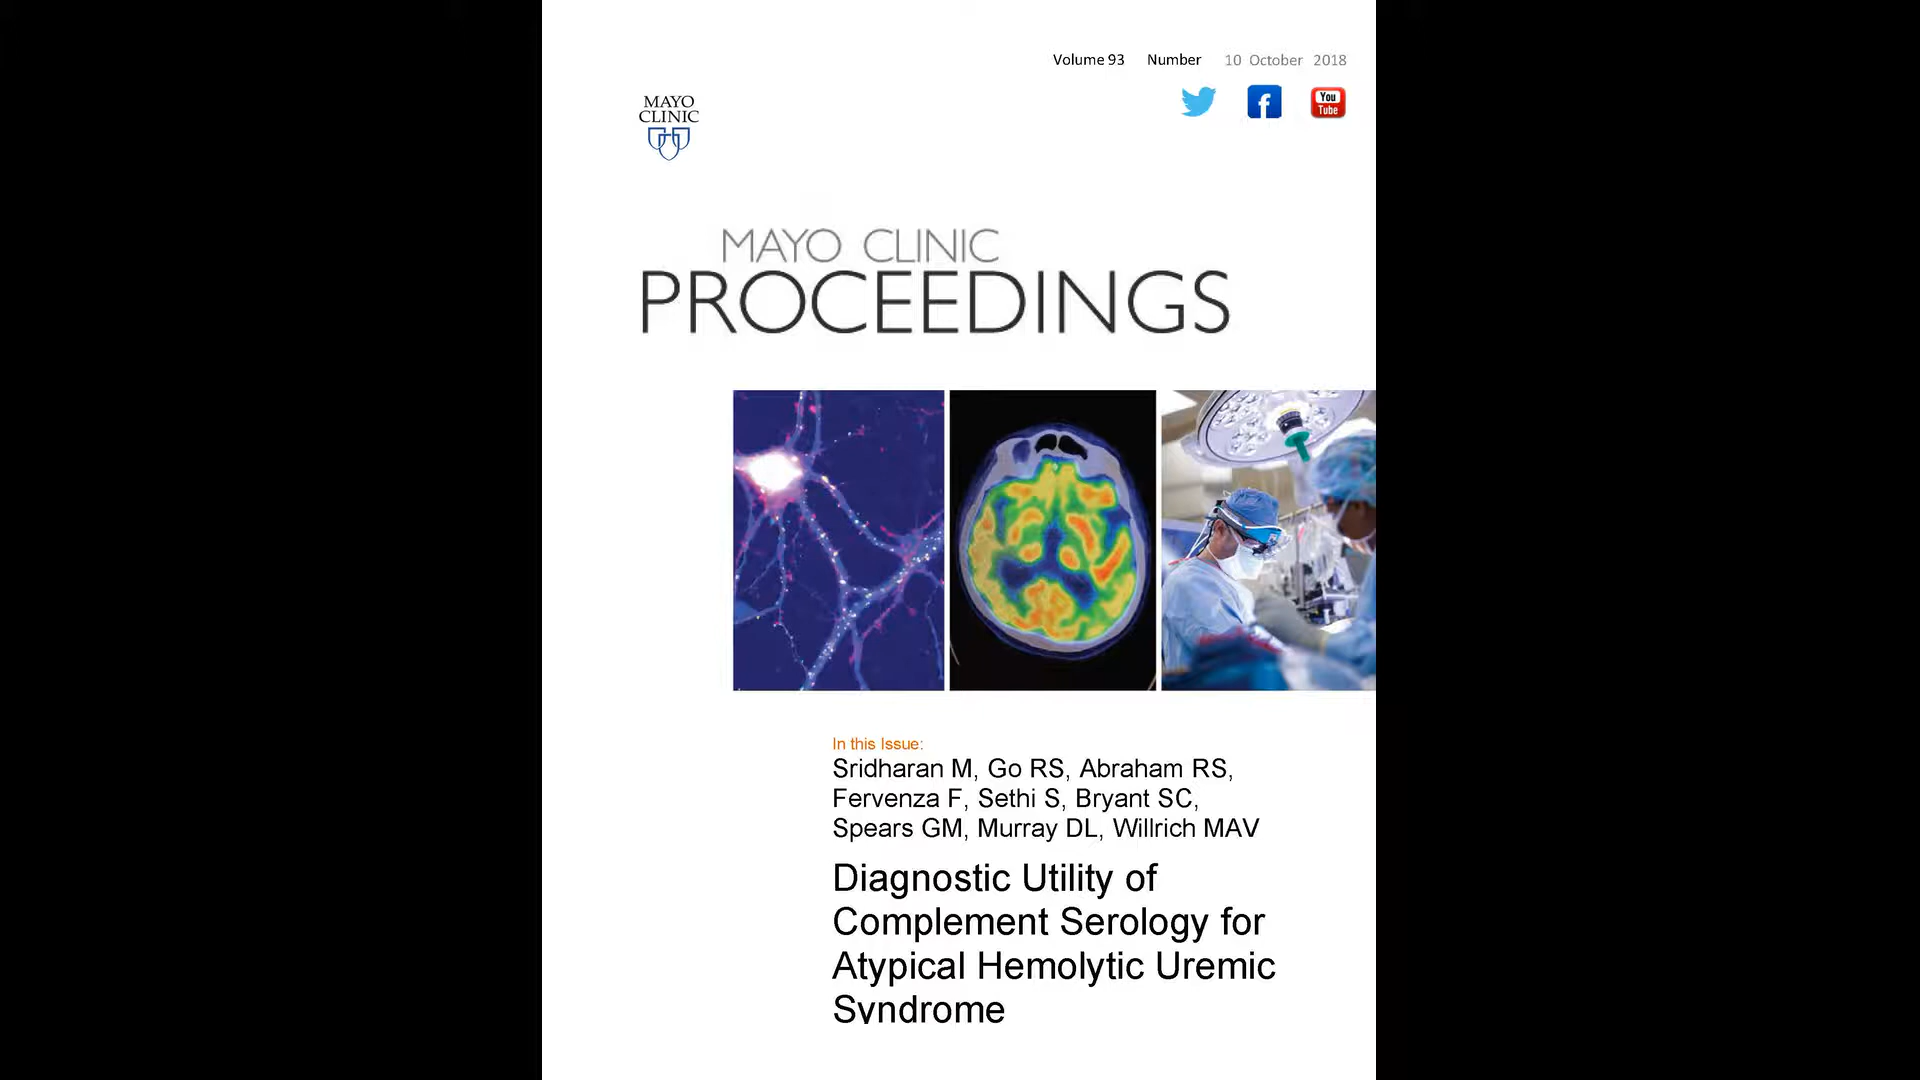 Volume 93 Number 10 October 2018
MAYO
CLINIC
You
Tube
MAYO CLINIC
PROCEEDINGS
In this Issue:
Sridharan M, Go RS, Abraham RS,
Fervenza F, Sethi S, Bryant SC,
Spears GM, Murray DL, Willrich MAV
Diagnostic Utility of
Complement Serology for
Atypical Hemolytic Uremic
Syndrome